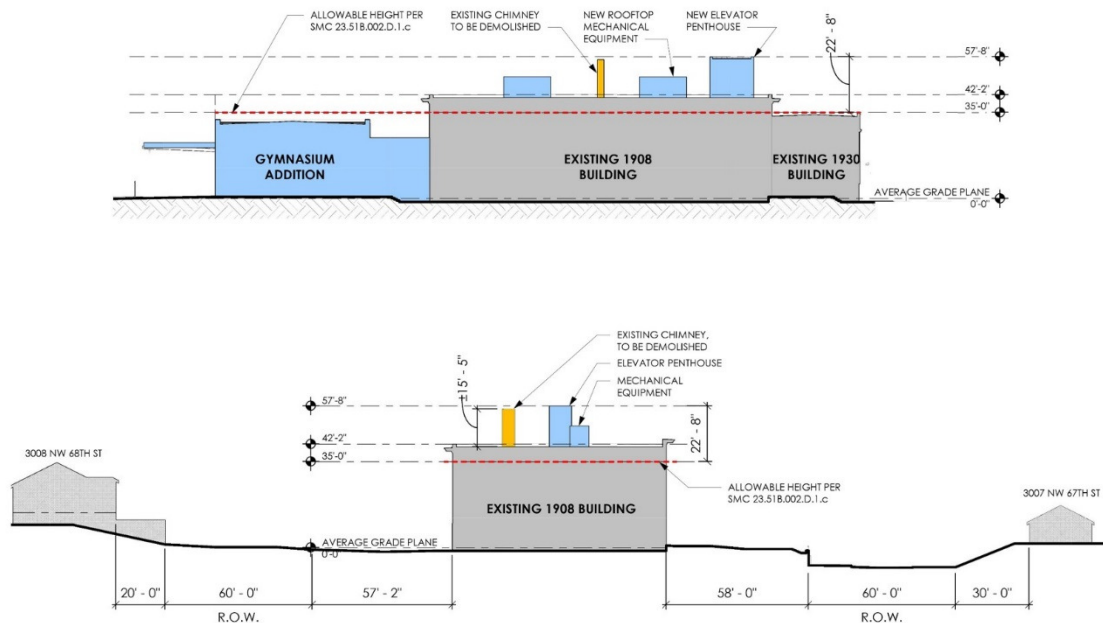 ALLOWABLE HEIGHT PER
SMC 23.51B.002.D.1.c
EXISTING CHIMNEY
TO BE DEMOLISHED
NEW ROOFTOP
MECHANICAL
EQUIPMENT
NEW ELEVATOR
PENTHOUSE
22' - 8"
57'-8"
42'-2"
35'-0"
GYMNASIUM
ADDITION
EXISTING 1908
BUILDING
EXISTING 1930
BUILDING
AVERAGE GRADE PLANE
0'-0"
EXISTING CHIMNEY,
TO BE DEMOLISHED
ELEVATOR PENTHOUSE
MECHANICAL
EQUIPMENT
±15' - 5"
57'-8"
42'-2"
35'-0"
22' - 8"
3008 NW 68TH ST
ALLOWABLE HEIGHT PER
SMC 23.51B.002.D.1.c
3007 NW 67TH ST
EXISTING 1908 BUILDING
AVERAGE GRADE PLANE
0'-0"
20' - 0"
60' - 0"
57' - 2"
58' - 0"
60' - 0"
30' - 0"
R.O.W.
R.O.W.